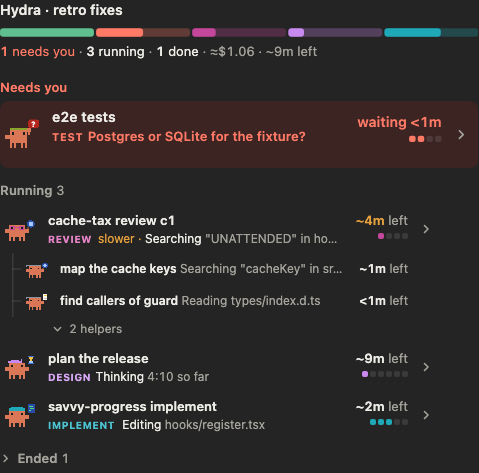 Hydra · retro fixes
1 needs you · 3 running · 1 done · ≈$1.06 · ~9m left
Needs you
e2e tests
waiting <1m
TEST Postgres or SQLite for the fixture?
Running 3
cache-tax review c1
~4m left
REVIEW slower · Searching "UNATTENDED" in ho...
map the cache keys Searching "cacheKey" in sr...
~1m left
find callers of guard Reading types/index.d.ts
<1m left
2 helpers
plan the release
~9m left
DESIGN Thinking 4:10 so far
savvy-progress implement
~2m left
IMPLEMENT Editing hooks/register.tsx
Ended 1